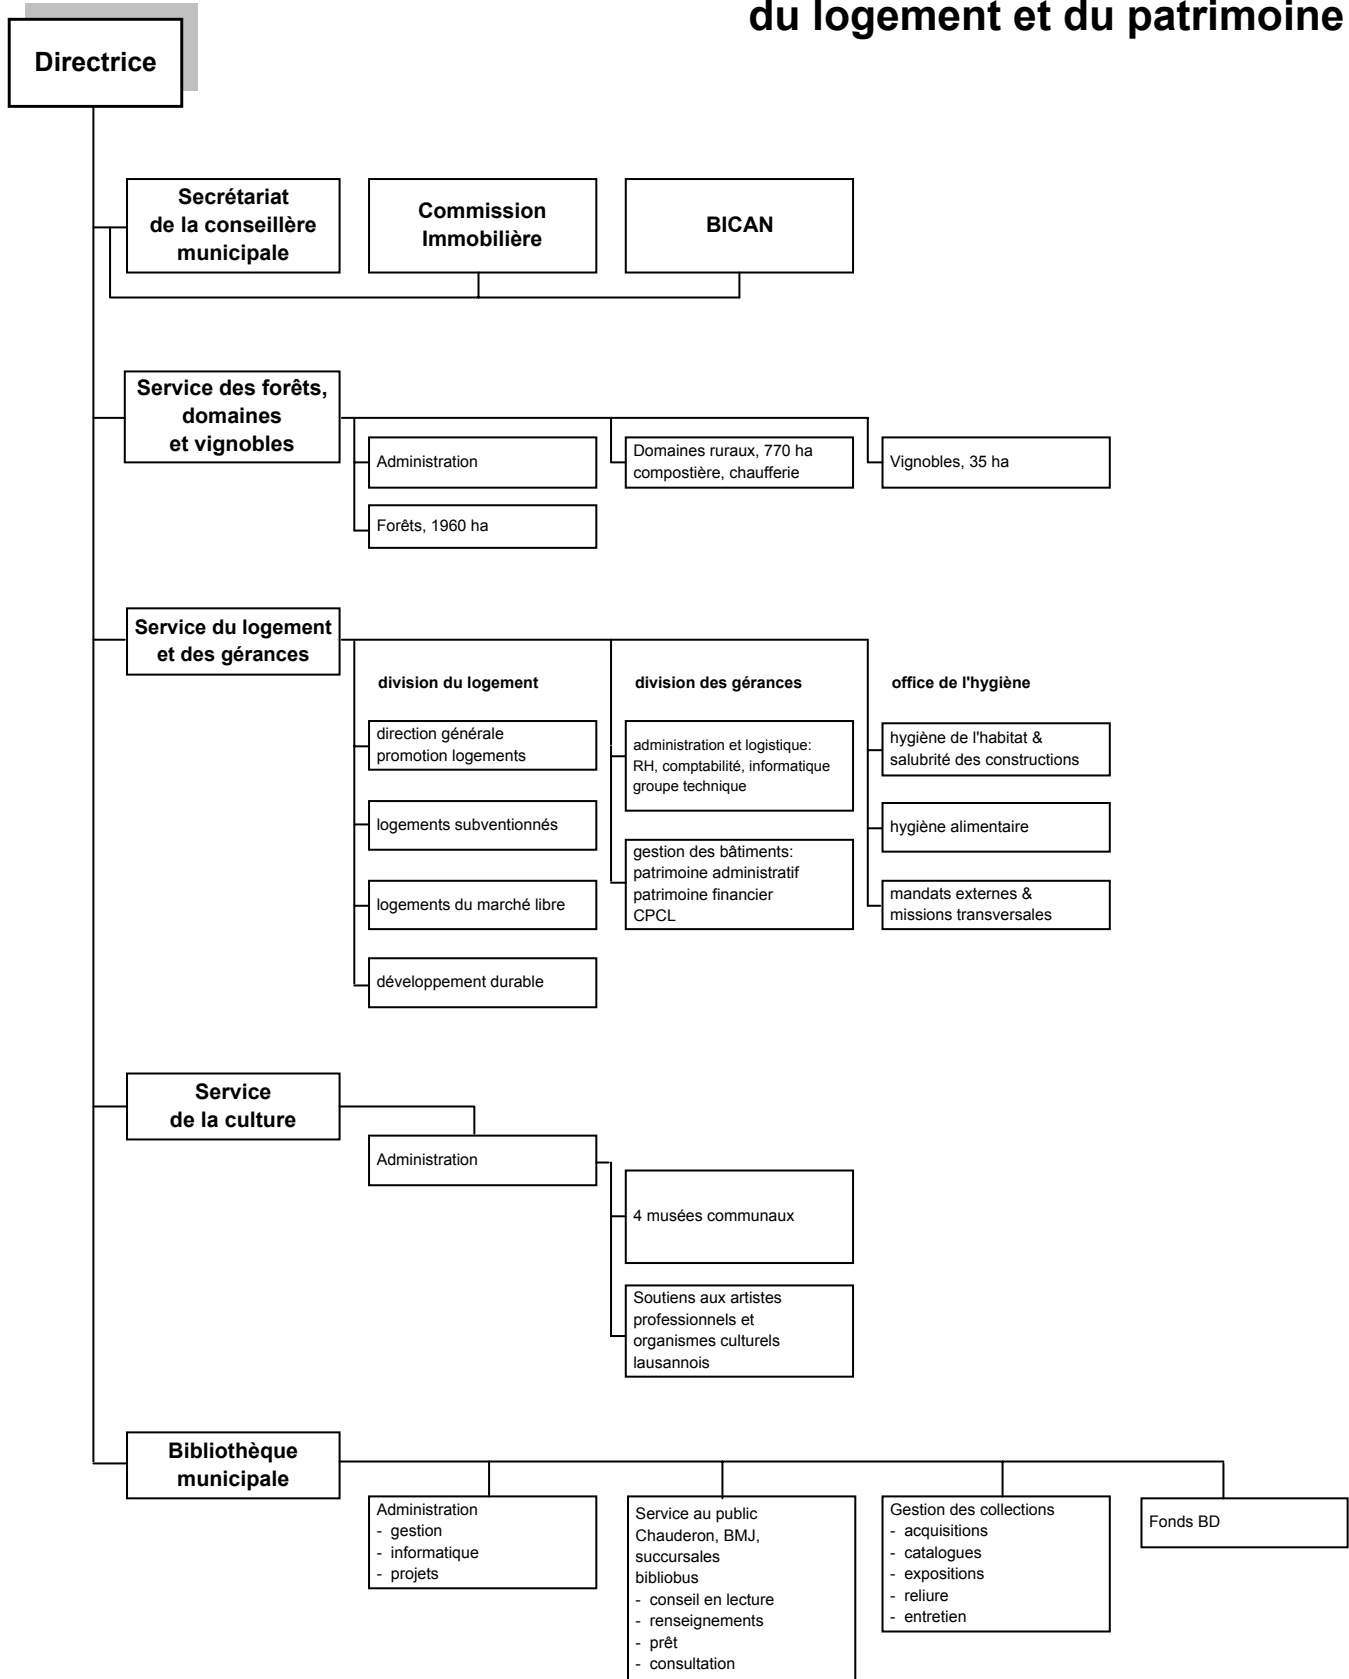 du logement et du patrimoine
Directrice
Secrétariat
de la conseillère
municipale
Commission
Immobilière
BICAN
Service des forêts,
domaines
et vignobles
Administration
Domaines ruraux, 770 ha
compostière, chaufferie
Vignobles, 35 ha
Forêts, 1960 ha
Service du logement
et des gérances
division du logement
direction générale
promotion logements
logements subventionnés
logements du marché libre
développement durable
division des gérances
administration et logistique:
RH, comptabilité, informatique
groupe technique
gestion des bâtiments:
patrimoine administratif
patrimoine financier
CPCL
office de l'hygiène
hygiène de l'habitat &
salubrité des constructions
hygiène alimentaire
mandats externes &
missions transversales
Service
de la culture
Administration
4 musées communaux
Soutiens aux artistes
professionnels et
organismes culturels
lausannois
Bibliothèque
municipale
Administration
- gestion
- informatique
- projets
Service au public
Chauderon, BMJ,
succursales
bibliobus
- conseil en lecture
- renseignements
- prêt
- consultation
Gestion des collections
- acquisitions
- catalogues
- expositions
- reliure
- entretien
Fonds BD